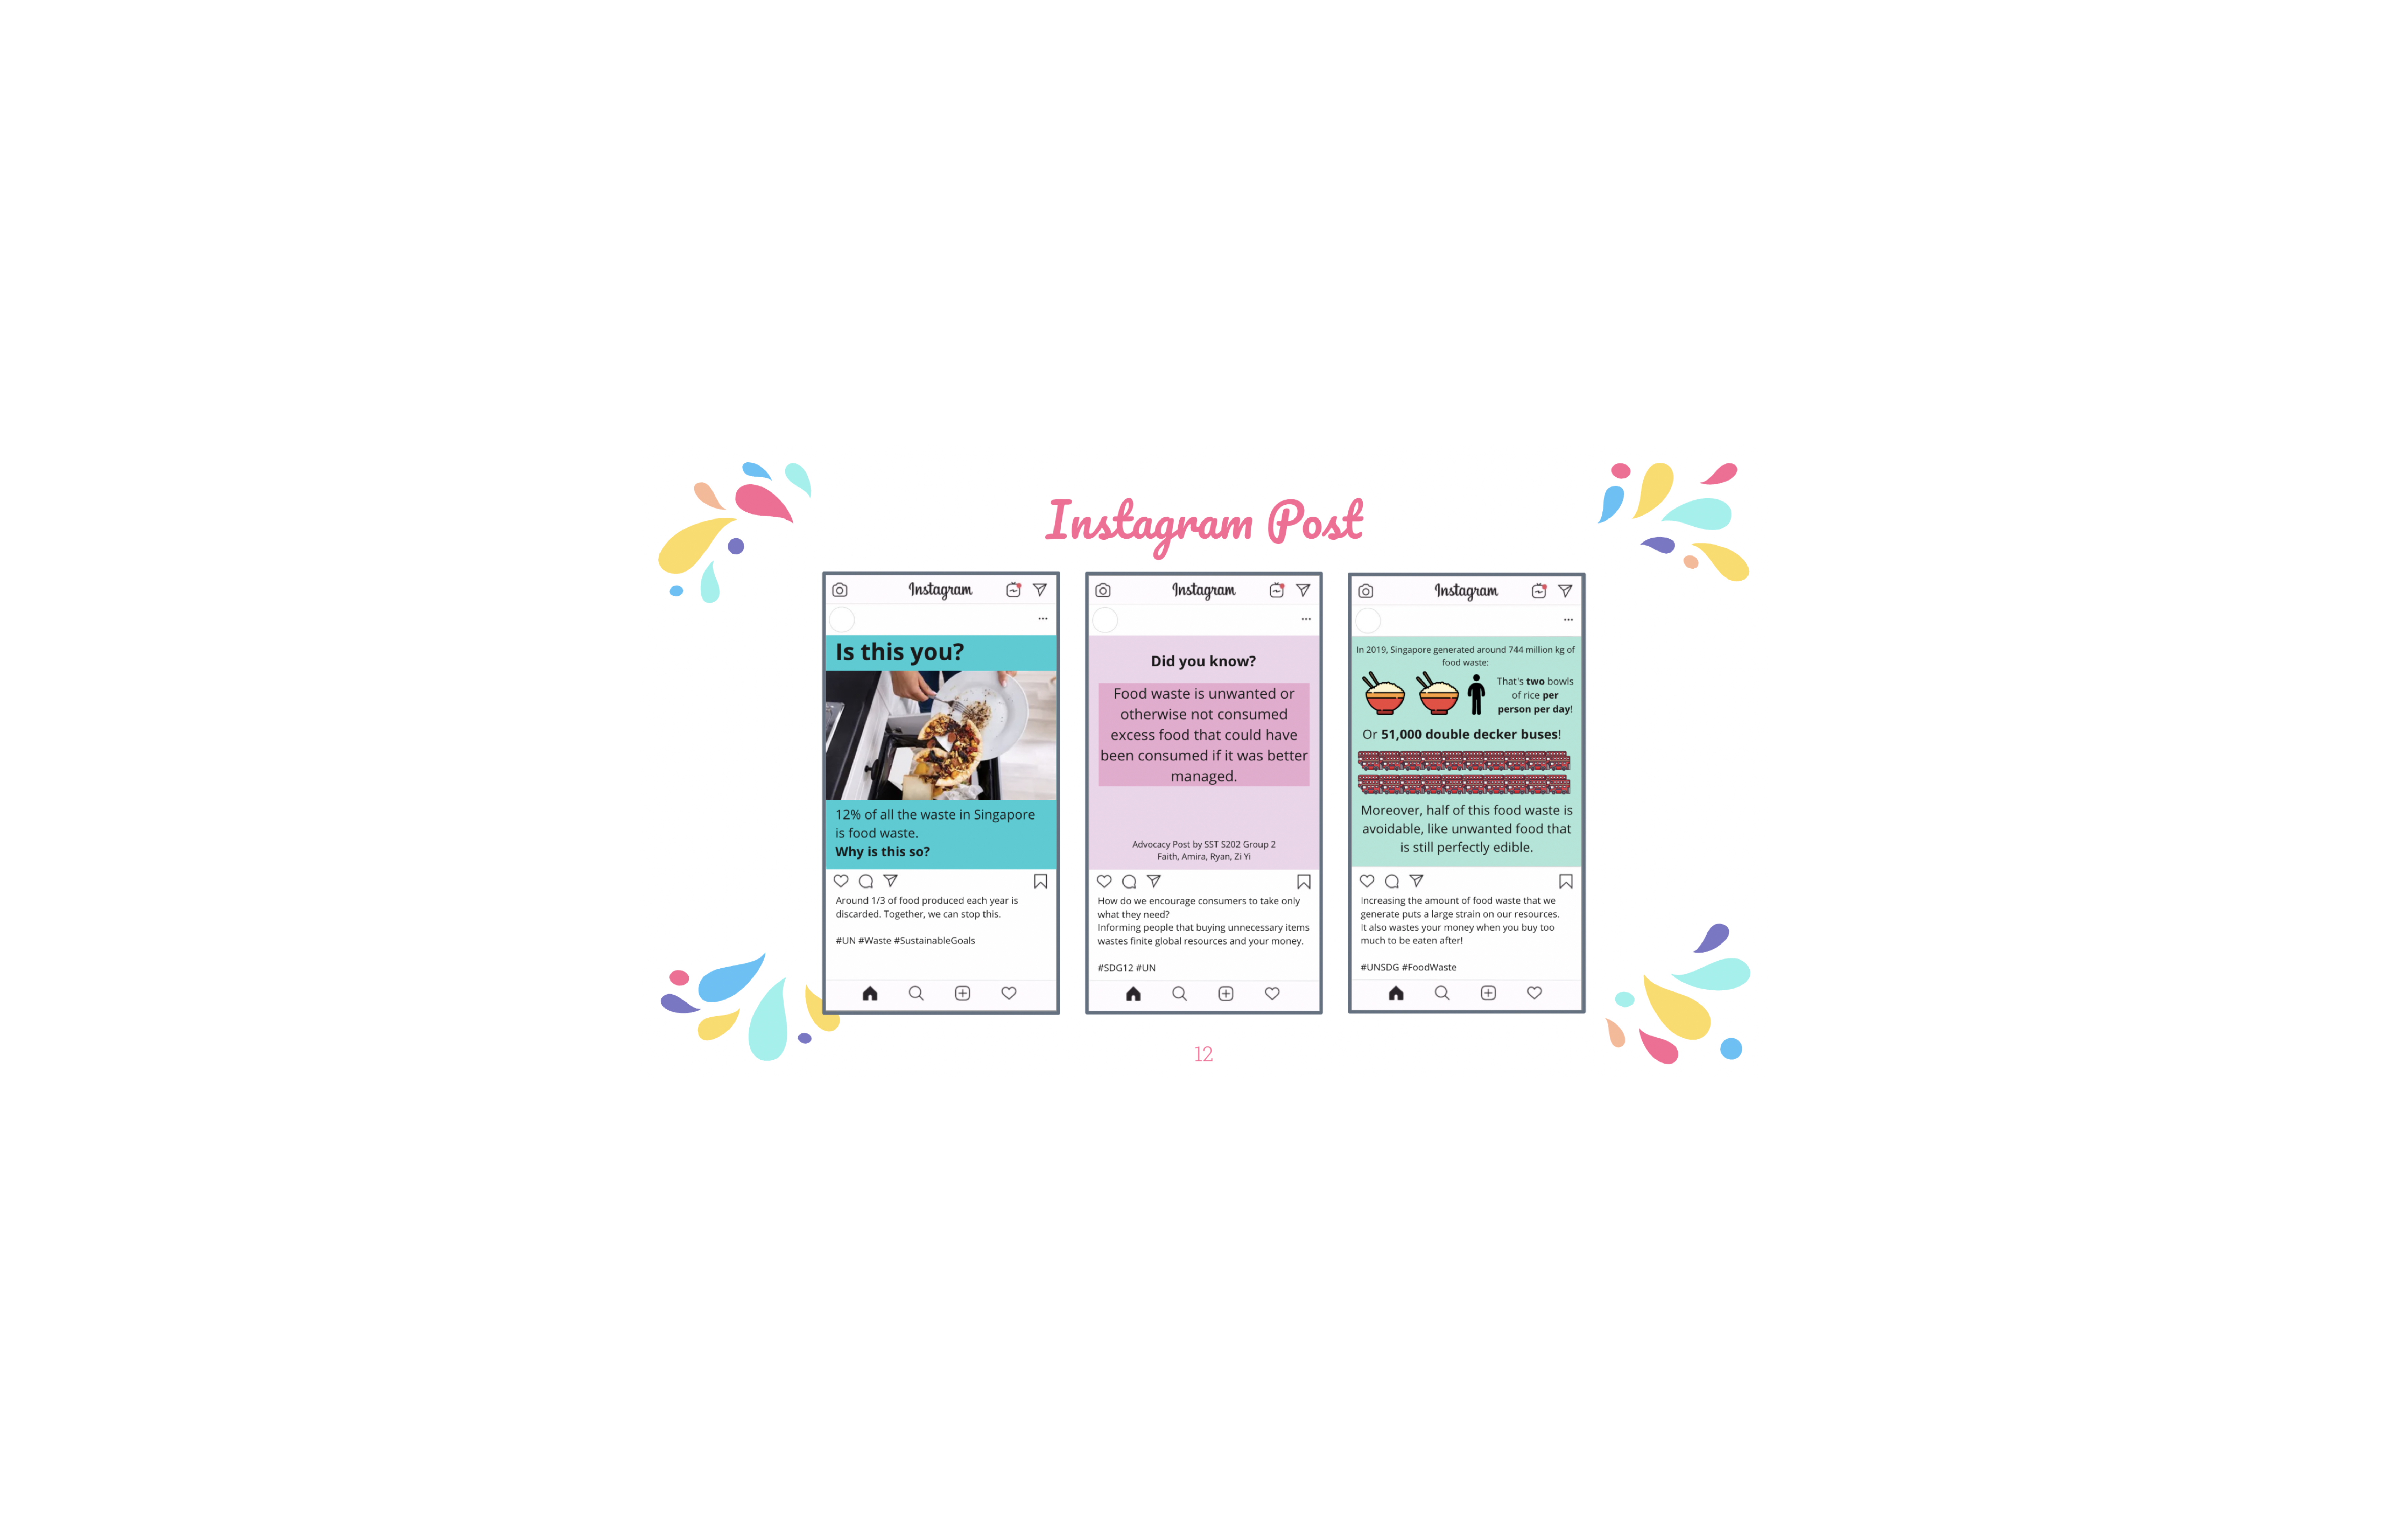 Instagram Post
Instagram
Is this you?
12% of all the waste in Singapore
is food waste.
Why is this so?
Around 1/3 of food produced each year is
discarded. Together, we can stop this.
#UN #Waste #SustainableGoals
Instagram
Did you know?
Food waste is unwanted or
otherwise not consumed
excess food that could have
been consumed if it was better
managed.
Advocacy Post by SST S202 Group 2
Faith, Amira, Ryan, Zi Yi
How do we encourage consumers to take only
what they need?
Informing people that buying unnecessary items
wastes finite global resources and your money.
#SDG12 #UN
Instagram
In 2019, Singapore generated around 744 million kg of
food waste:
That's two bowls
of rice per
person per day!
Or 51,000 double decker buses!
Moreover, half of this food waste is
avoidable, like unwanted food that
is still perfectly edible.
Increasing the amount of food waste that we
generate puts a large strain on our resources.
It also wastes your money when you buy too
much to be eaten after!
#UNSDG #FoodWaste
12